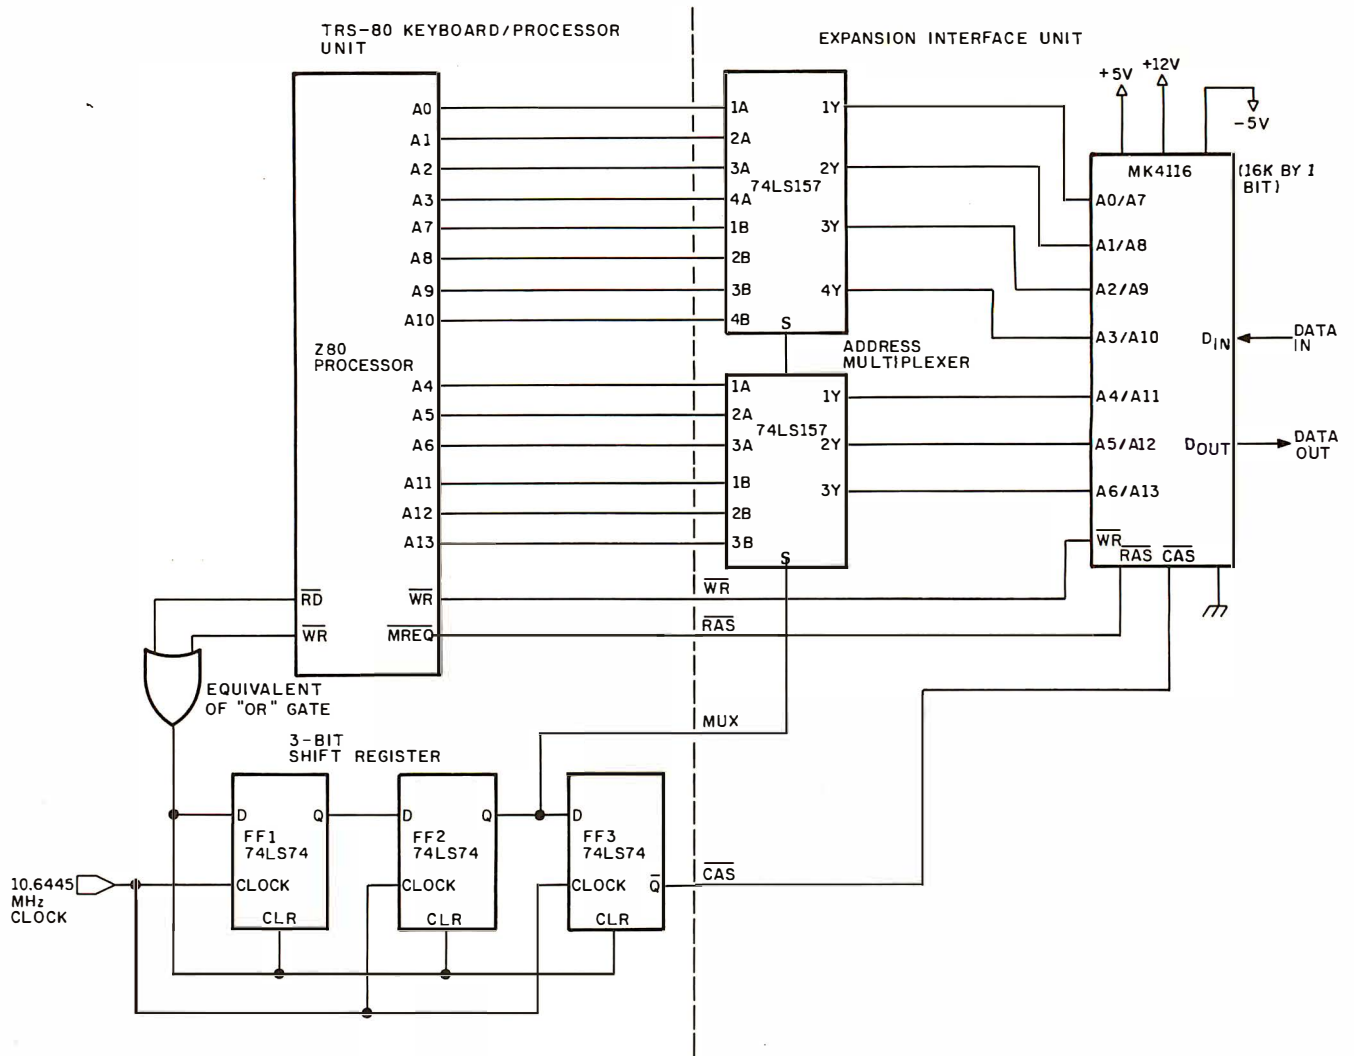 TRS-80 KEYBOARD/PROCESSOR
UNIT
EXPANSION INTERFACE UNIT
+5V
+12V
-5V
A0
A1
A2
A3
A7
A8
A9
A10
Z80
PROCESSOR
A4
A5
A6
A11
A12
A13
RD
WR
WR
MREQ
1A
2A
3A
4A
1B
2B
3B
4B
74LS157
1Y
2Y
3Y
4Y
S
ADDRESS
MULTIPLEXER
1A
2A
3A
1B
2B
3B
74LS157
1Y
2Y
3Y
S
MK4116
(16K BY 1
BIT)
A0/A7
A1/A8
A2/A9
A3/A10
A4/A11
A5/A12
A6/A13
WR
RAS CAS
DIN
DATA
IN
DOUT
DATA
OUT
WR
RAS
MUX
CAS
EQUIVALENT
OF "OR" GATE
3-BIT
SHIFT REGISTER
D Q
FF1
74LS74
CLOCK
CLR
D Q
FF2
74LS74
CLOCK
CLR
D
FF3
74LS74
CLOCK Q
CLR
10.6445
MHz
CLOCK